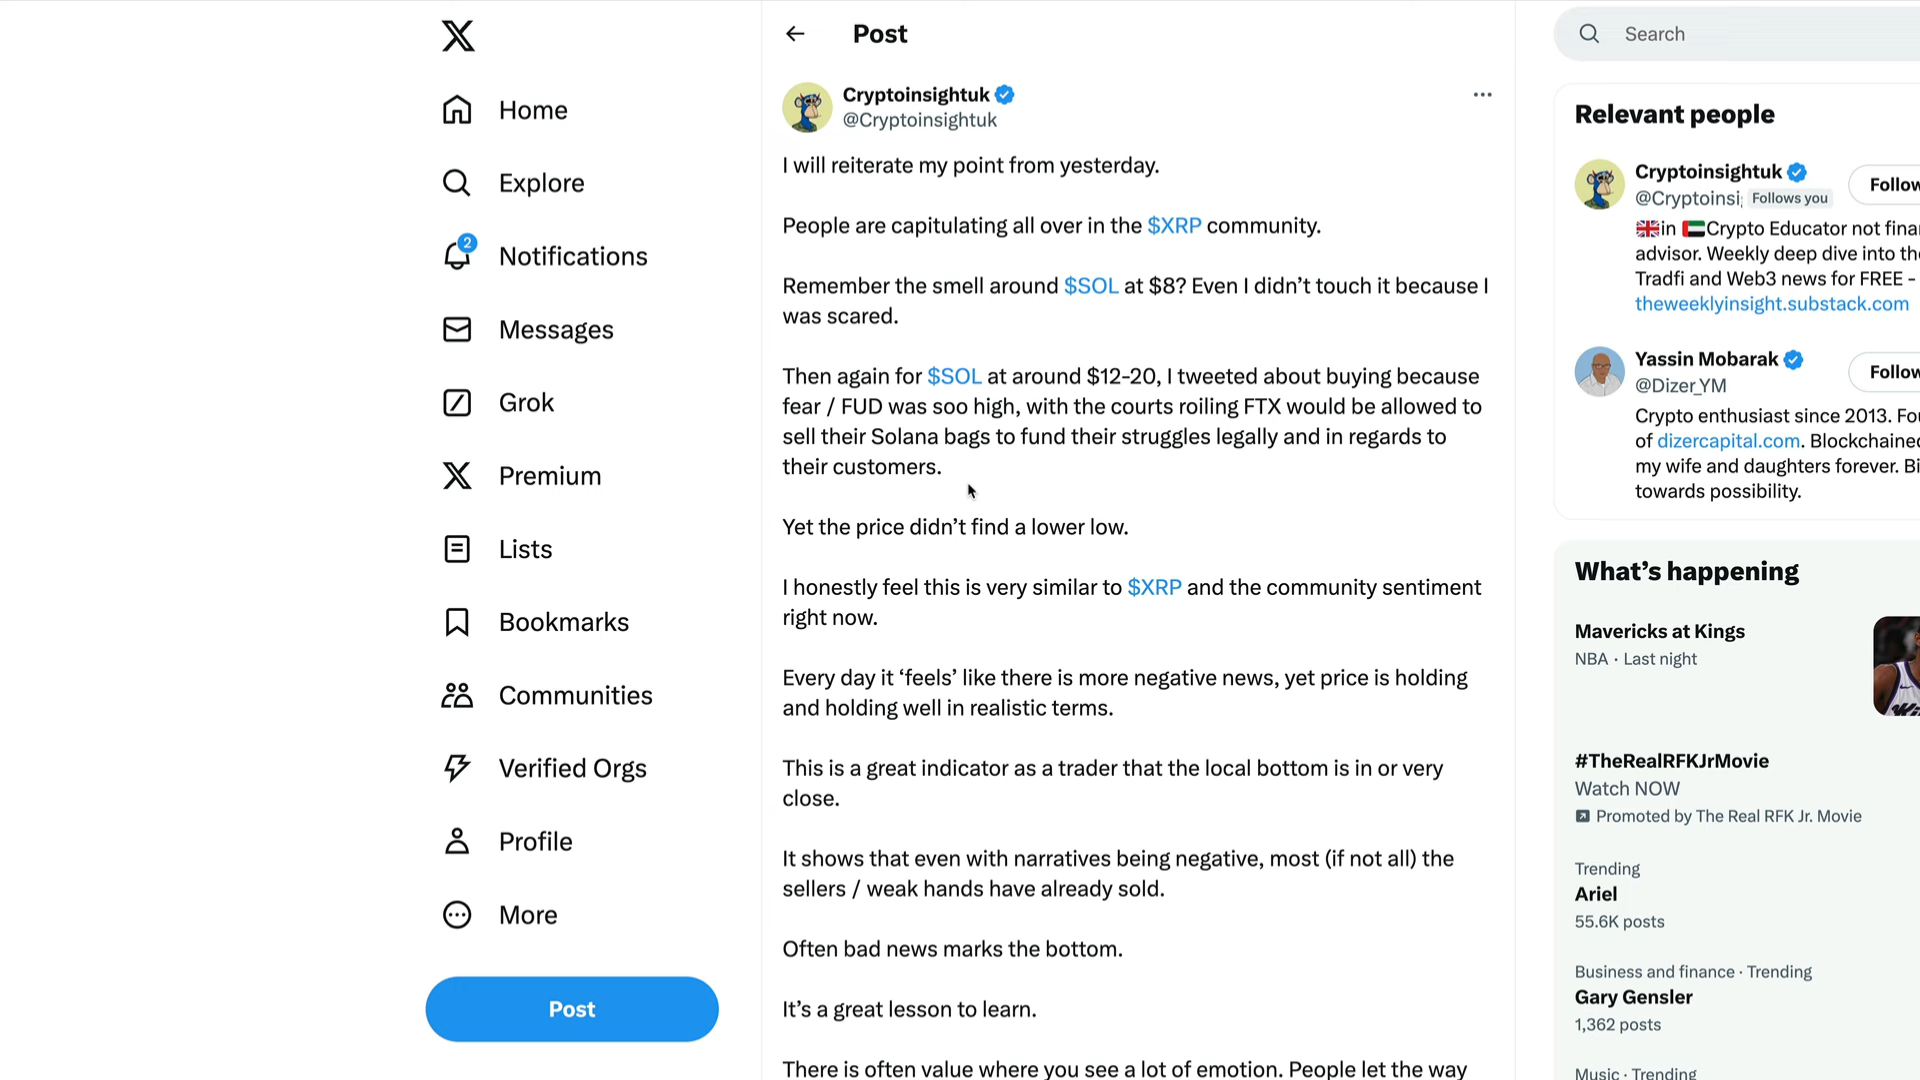 Home
Explore
2
Notifications
Messages
Grok
Premium
Lists
Bookmarks
Communities
Verified Orgs
Profile
More
Post
Post
Cryptoinsightuk
@Cryptoinsightuk
I will reiterate my point from yesterday.
People are capitulating all over in the $XRP community.
Remember the smell around $SOL at $8? Even I didn’t touch it because I
was scared.
Then again for $SOL at around $12-20, I tweeted about buying because
fear / FUD was soo high, with the courts roiling FTX would be allowed to
sell their Solana bags to fund their struggles legally and in regards to
their customers.
Yet the price didn’t find a lower low.
I honestly feel this is very similar to $XRP and the community sentiment
right now.
Every day it ‘feels’ like there is more negative news, yet price is holding
and holding well in realistic terms.
This is a great indicator as a trader that the local bottom is in or very
close.
It shows that even with narratives being negative, most (if not all) the
sellers / weak hands have already sold.
Often bad news marks the bottom.
It’s a great lesson to learn.
There is often value where you see a lot of emotion. People let the way
Search
Relevant people
Cryptoinsightuk
Follow
@Cryptoinsi Follows you
in Crypto Educator not finan
advisor. Weekly deep dive into the
Tradfi and Web3 news for FREE -
theweeklyinsight.substack.com
Yassin Mobarak
@Dizer_YM
Follow
Crypto enthusiast since 2013. Fou
of dizercapital.com. Blockchained
my wife and daughters forever. Bi
towards possibility.
What’s happening
Mavericks at Kings
NBA · Last night
#TheRealRFKJrMovie
Watch NOW
Promoted by The Real RFK Jr. Movie
Trending
Ariel
55.6K posts
Business and finance · Trending
Gary Gensler
1,362 posts
Music · Trending